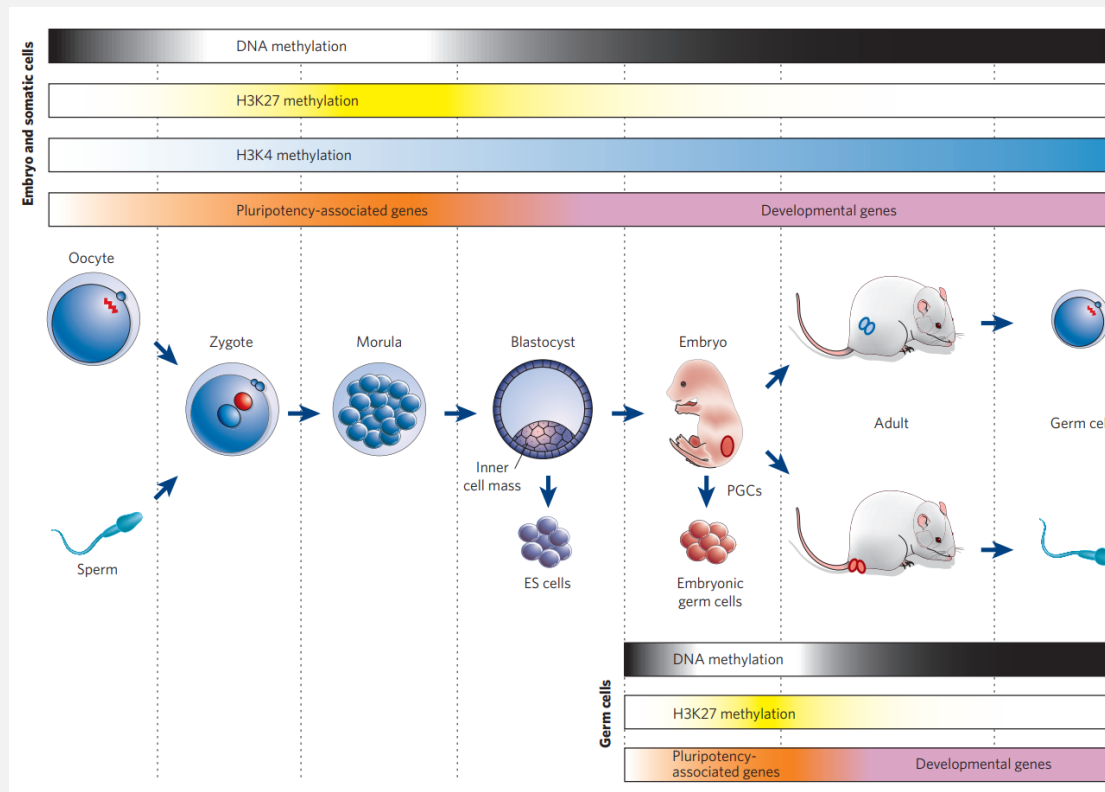 Embryo and somatic cells
DNA methylation
H3K27 methylation
H3K4 methylation
Pluripotency-associated genes
Developmental genes
Oocyte
Zygote
Morula
Blastocyst
Embryo
Adult
Germ cel
Inner
cell mass
PGCs
Sperm
ES cells
Embryonic
germ cells
Germ cells
DNA methylation
H3K27 methylation
Pluripotency-
associated genes
Developmental genes